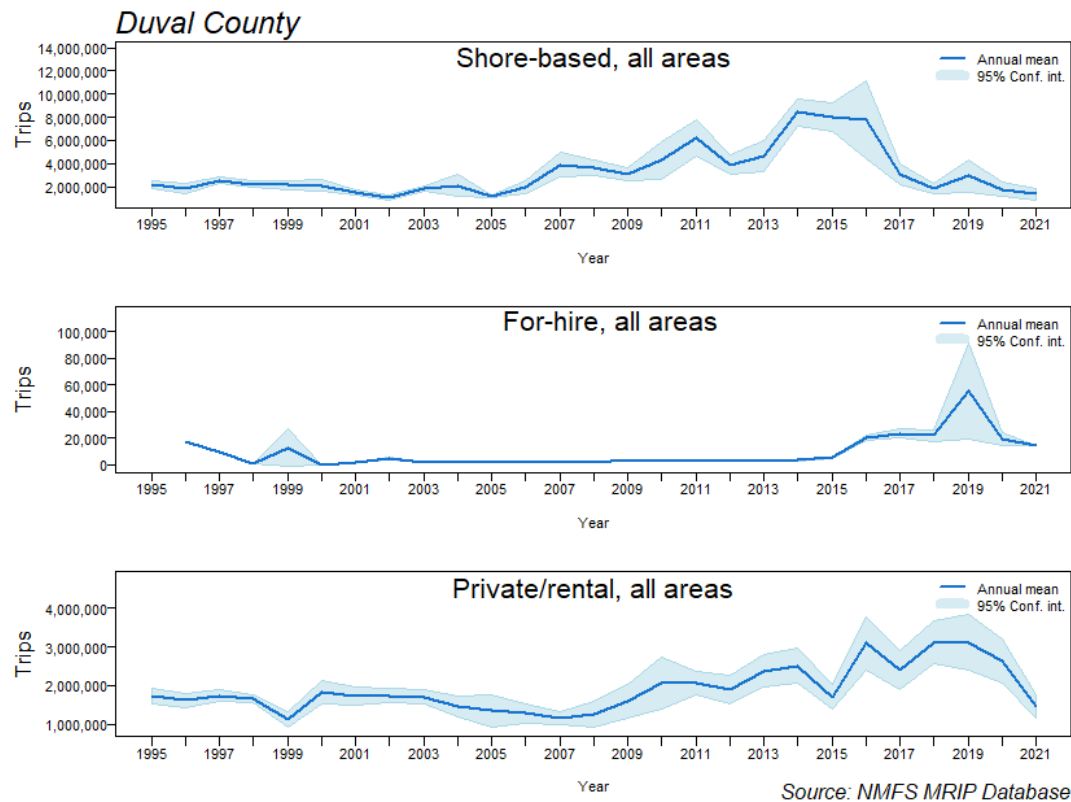 Duval County
Shore-based, all areas
Annual mean
95% Conf. int.
14,000,000
12,000,000
10,000,000
8,000,000
6,000,000
4,000,000
2,000,000
Trips
1995 1997 1999 2001 2003 2005 2007 2009 2011 2013 2015 2017 2019 2021
Year
For-hire, all areas
Annual mean
95% Conf. int.
100,000
80,000
60,000
40,000
20,000
0
Trips
1995 1997 1999 2001 2003 2005 2007 2009 2011 2013 2015 2017 2019 2021
Year
Private/rental, all areas
Annual mean
95% Conf. int.
4,000,000
3,000,000
2,000,000
1,000,000
Trips
1995 1997 1999 2001 2003 2005 2007 2009 2011 2013 2015 2017 2019 2021
Year
Source: NMFS MRIP Database